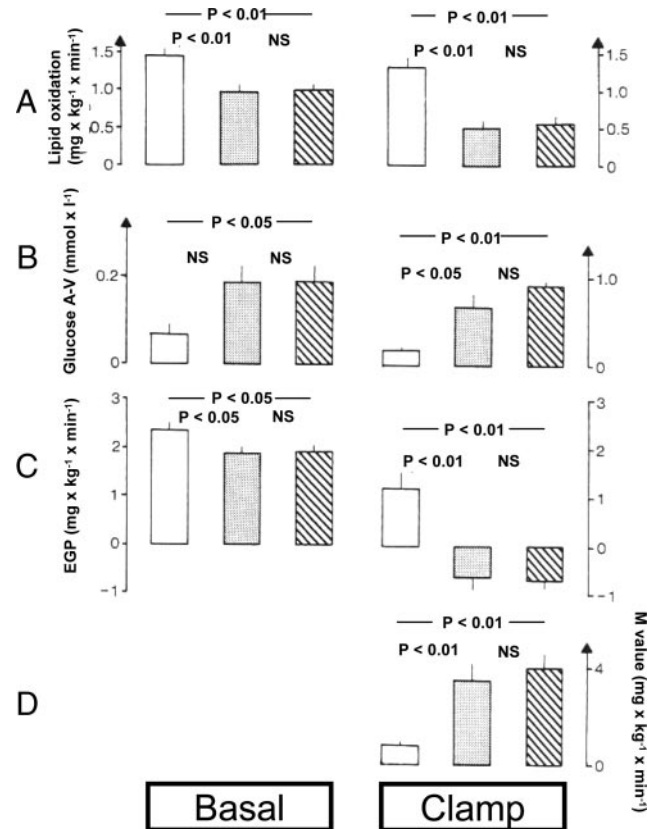 P < 0.01
P < 0.01 NS
P < 0.01
P < 0.01 NS
A
Lipid oxidation
(mg x kg-1 x min-1)
1.5
1.0
0.5
0
1.5
1.0
0.5
0
P < 0.05
NS NS
P < 0.01
P < 0.05 NS
B
Glucose A-V (mmol x l-1)
0.2
0
1.0
0
P < 0.05
P < 0.05 NS
P < 0.01
P < 0.01 NS
C
EGP (mg x kg-1 x min-1)
3
2
1
0
−1
3
2
1
0
−1
P < 0.01
P < 0.01 NS
D
4
0
M value (mg x kg-1 x min-1)
Basal
Clamp